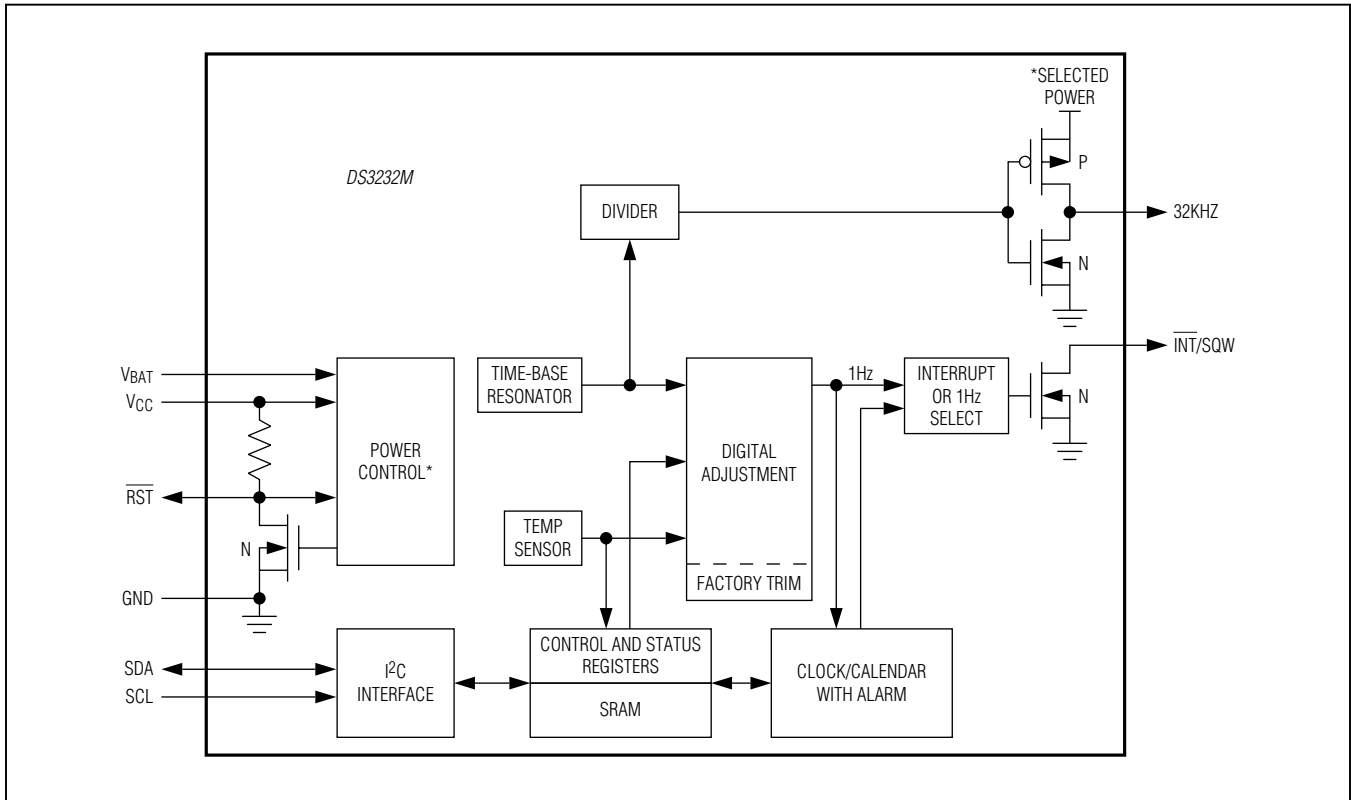 *SELECTED
POWER
P
DS3232M
DIVIDER
32KHZ
N
INT/SQW
VBAT
VCC
TIME-BASE
RESONATOR
1Hz
INTERRUPT
OR 1Hz
SELECT
N
POWER
CONTROL*
DIGITAL
ADJUSTMENT
RST
TEMP
SENSOR
N
FACTORY TRIM
GND
SDA
SCL
I²C
INTERFACE
CONTROL AND STATUS
REGISTERS
SRAM
CLOCK/CALENDAR
WITH ALARM